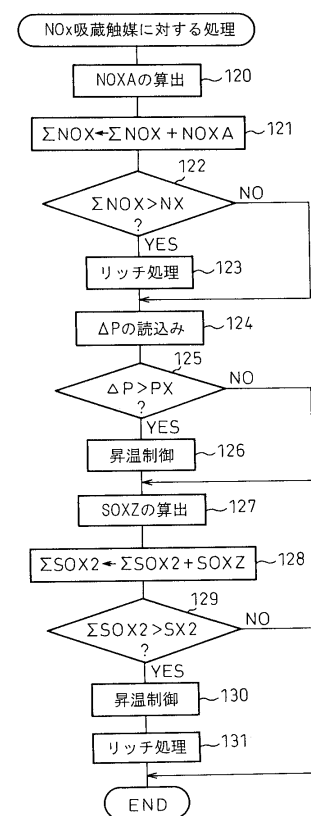 NOx吸蔵触媒に対する処理
NOXAの算出
120
ΣNOX←ΣNOX+NOXA
121
122
ΣNOX>NX
?
NO
YES
リッチ処理
123
ΔPの読込み
124
125
ΔP>PX
?
NO
YES
昇温制御
126
SOXZの算出
127
ΣSOX2←ΣSOX2+SOXZ
128
129
ΣSOX2>SX2
?
NO
YES
昇温制御
130
リッチ処理
131
END